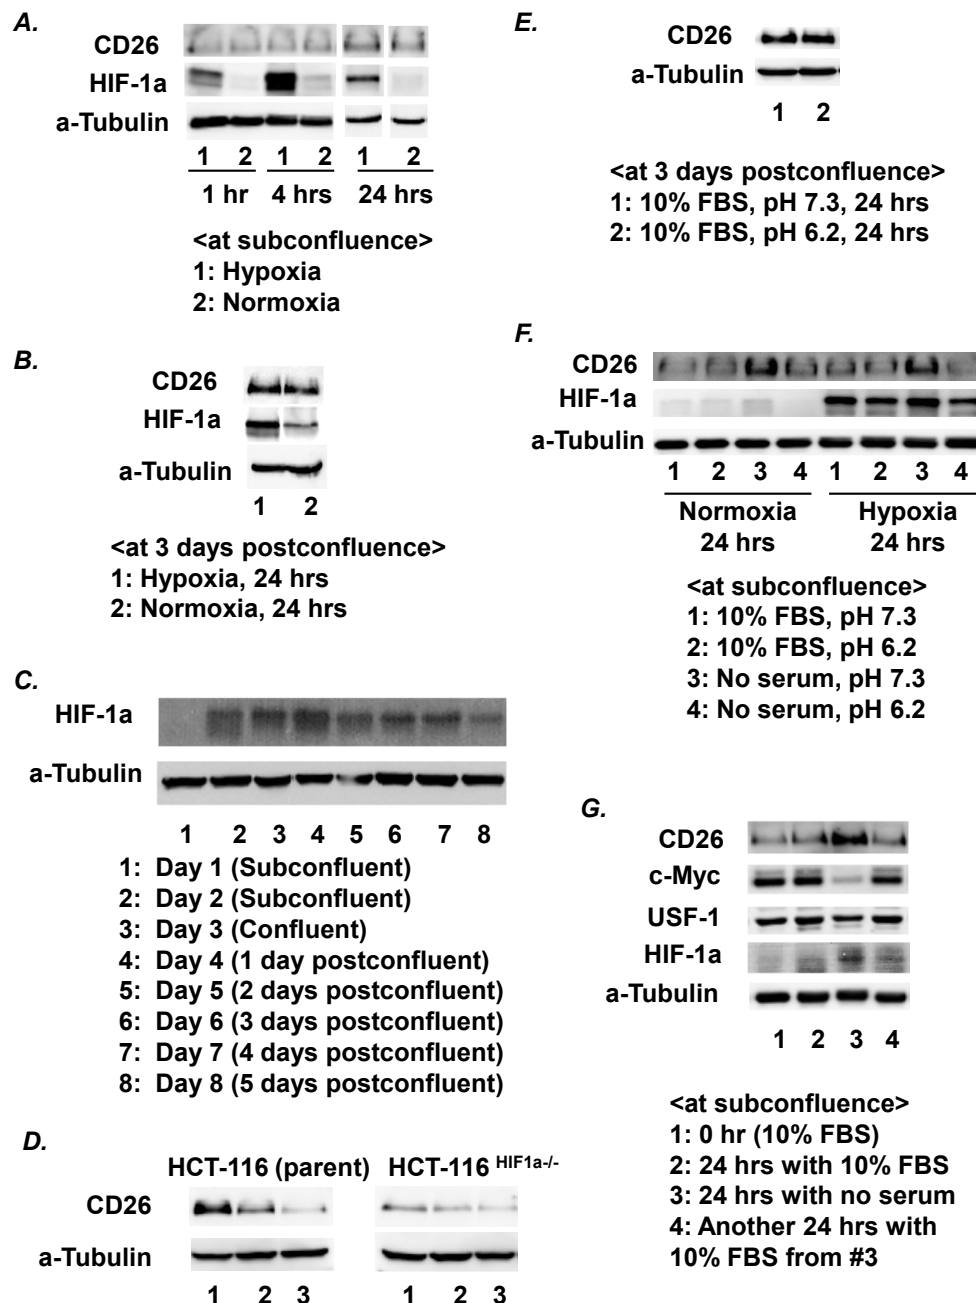 A.
CD26
HIF-1a
a-Tubulin
1 2 1 2 1 2
1 hr 4 hrs 24 hrs
<at subconfluence>
1: Hypoxia
2: Normoxia
B.
CD26
HIF-1a
a-Tubulin
1 2
<at 3 days postconfluence>
1: Hypoxia, 24 hrs
2: Normoxia, 24 hrs
C.
HIF-1a
a-Tubulin
1 2 3 4 5 6 7 8
1: Day 1 (Subconfluent)
2: Day 2 (Subconfluent)
3: Day 3 (Confluent)
4: Day 4 (1 day postconfluent)
5: Day 5 (2 days postconfluent)
6: Day 6 (3 days postconfluent)
7: Day 7 (4 days postconfluent)
8: Day 8 (5 days postconfluent)
D.
HCT-116 (parent) HCT-116 HIF1a-/-
CD26
a-Tubulin
1 2 3 1 2 3
E.
CD26
a-Tubulin
1 2
<at 3 days postconfluence>
1: 10% FBS, pH 7.3, 24 hrs
2: 10% FBS, pH 6.2, 24 hrs
F.
CD26
HIF-1a
a-Tubulin
1 2 3 4 1 2 3 4
Normoxia Hypoxia
24 hrs 24 hrs
<at subconfluence>
1: 10% FBS, pH 7.3
2: 10% FBS, pH 6.2
3: No serum, pH 7.3
4: No serum, pH 6.2
G.
CD26
c-Myc
USF-1
HIF-1a
a-Tubulin
1 2 3 4
<at subconfluence>
1: 0 hr (10% FBS)
2: 24 hrs with 10% FBS
3: 24 hrs with no serum
4: Another 24 hrs with
10% FBS from #3